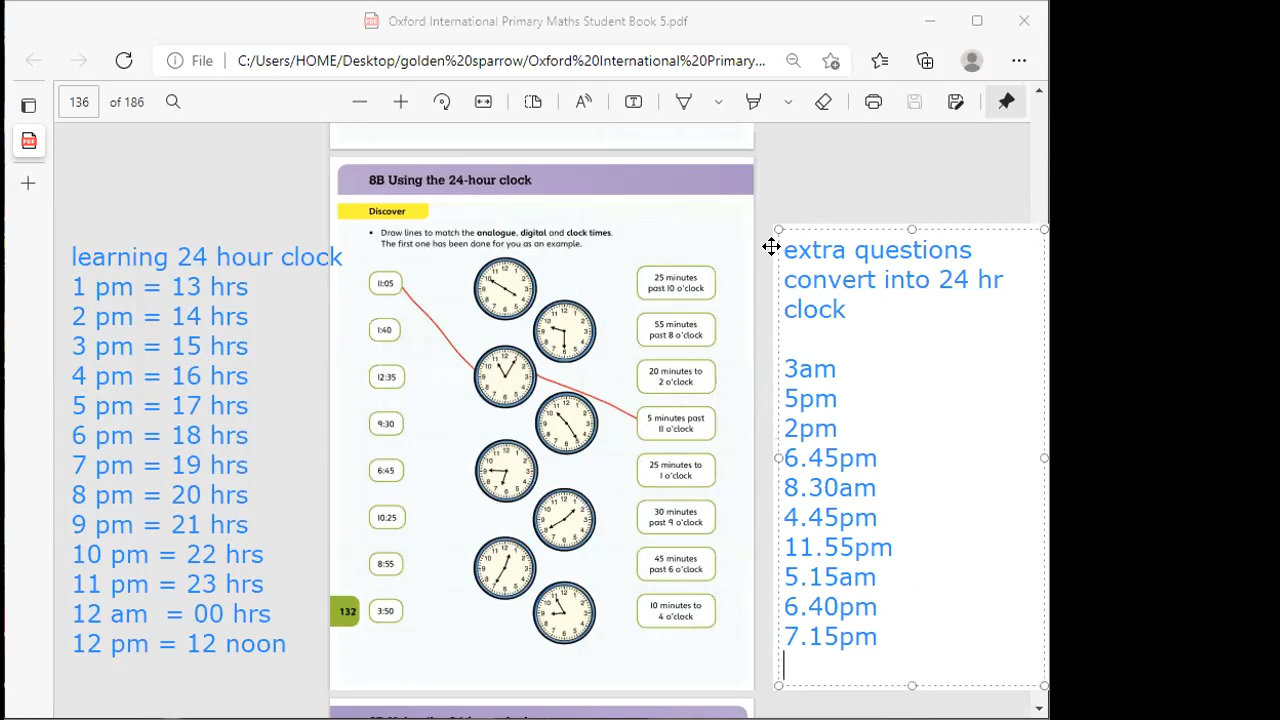 Oxford International Primary Maths Student Book 5.pdf
File
C:/Users/HOME/Desktop/golden%20sparrow/Oxford%20International%20Primary...
136 of 186
8B Using the 24-hour clock
Discover
• Draw lines to match the analogue, digital and clock times.
The first one has been done for you as an example.
learning 24 hour clock
1 pm = 13 hrs
2 pm = 14 hrs
3 pm = 15 hrs
4 pm = 16 hrs
5 pm = 17 hrs
6 pm = 18 hrs
7 pm = 19 hrs
8 pm = 20 hrs
9 pm = 21 hrs
10 pm = 22 hrs
11 pm = 23 hrs
12 am = 00 hrs
12 pm = 12 noon
11:05
1:40
12:35
9:30
6:45
10:25
8:55
3:50
25 minutes
past 10 o'clock
55 minutes
past 8 o'clock
20 minutes to
2 o'clock
5 minutes past
11 o'clock
25 minutes to
1 o'clock
30 minutes
past 9 o'clock
45 minutes
past 6 o'clock
10 minutes to
4 o'clock
132
extra questions
convert into 24 hr
clock
3am
5pm
2pm
6.45pm
8.30am
4.45pm
11.55pm
5.15am
6.40pm
7.15pm